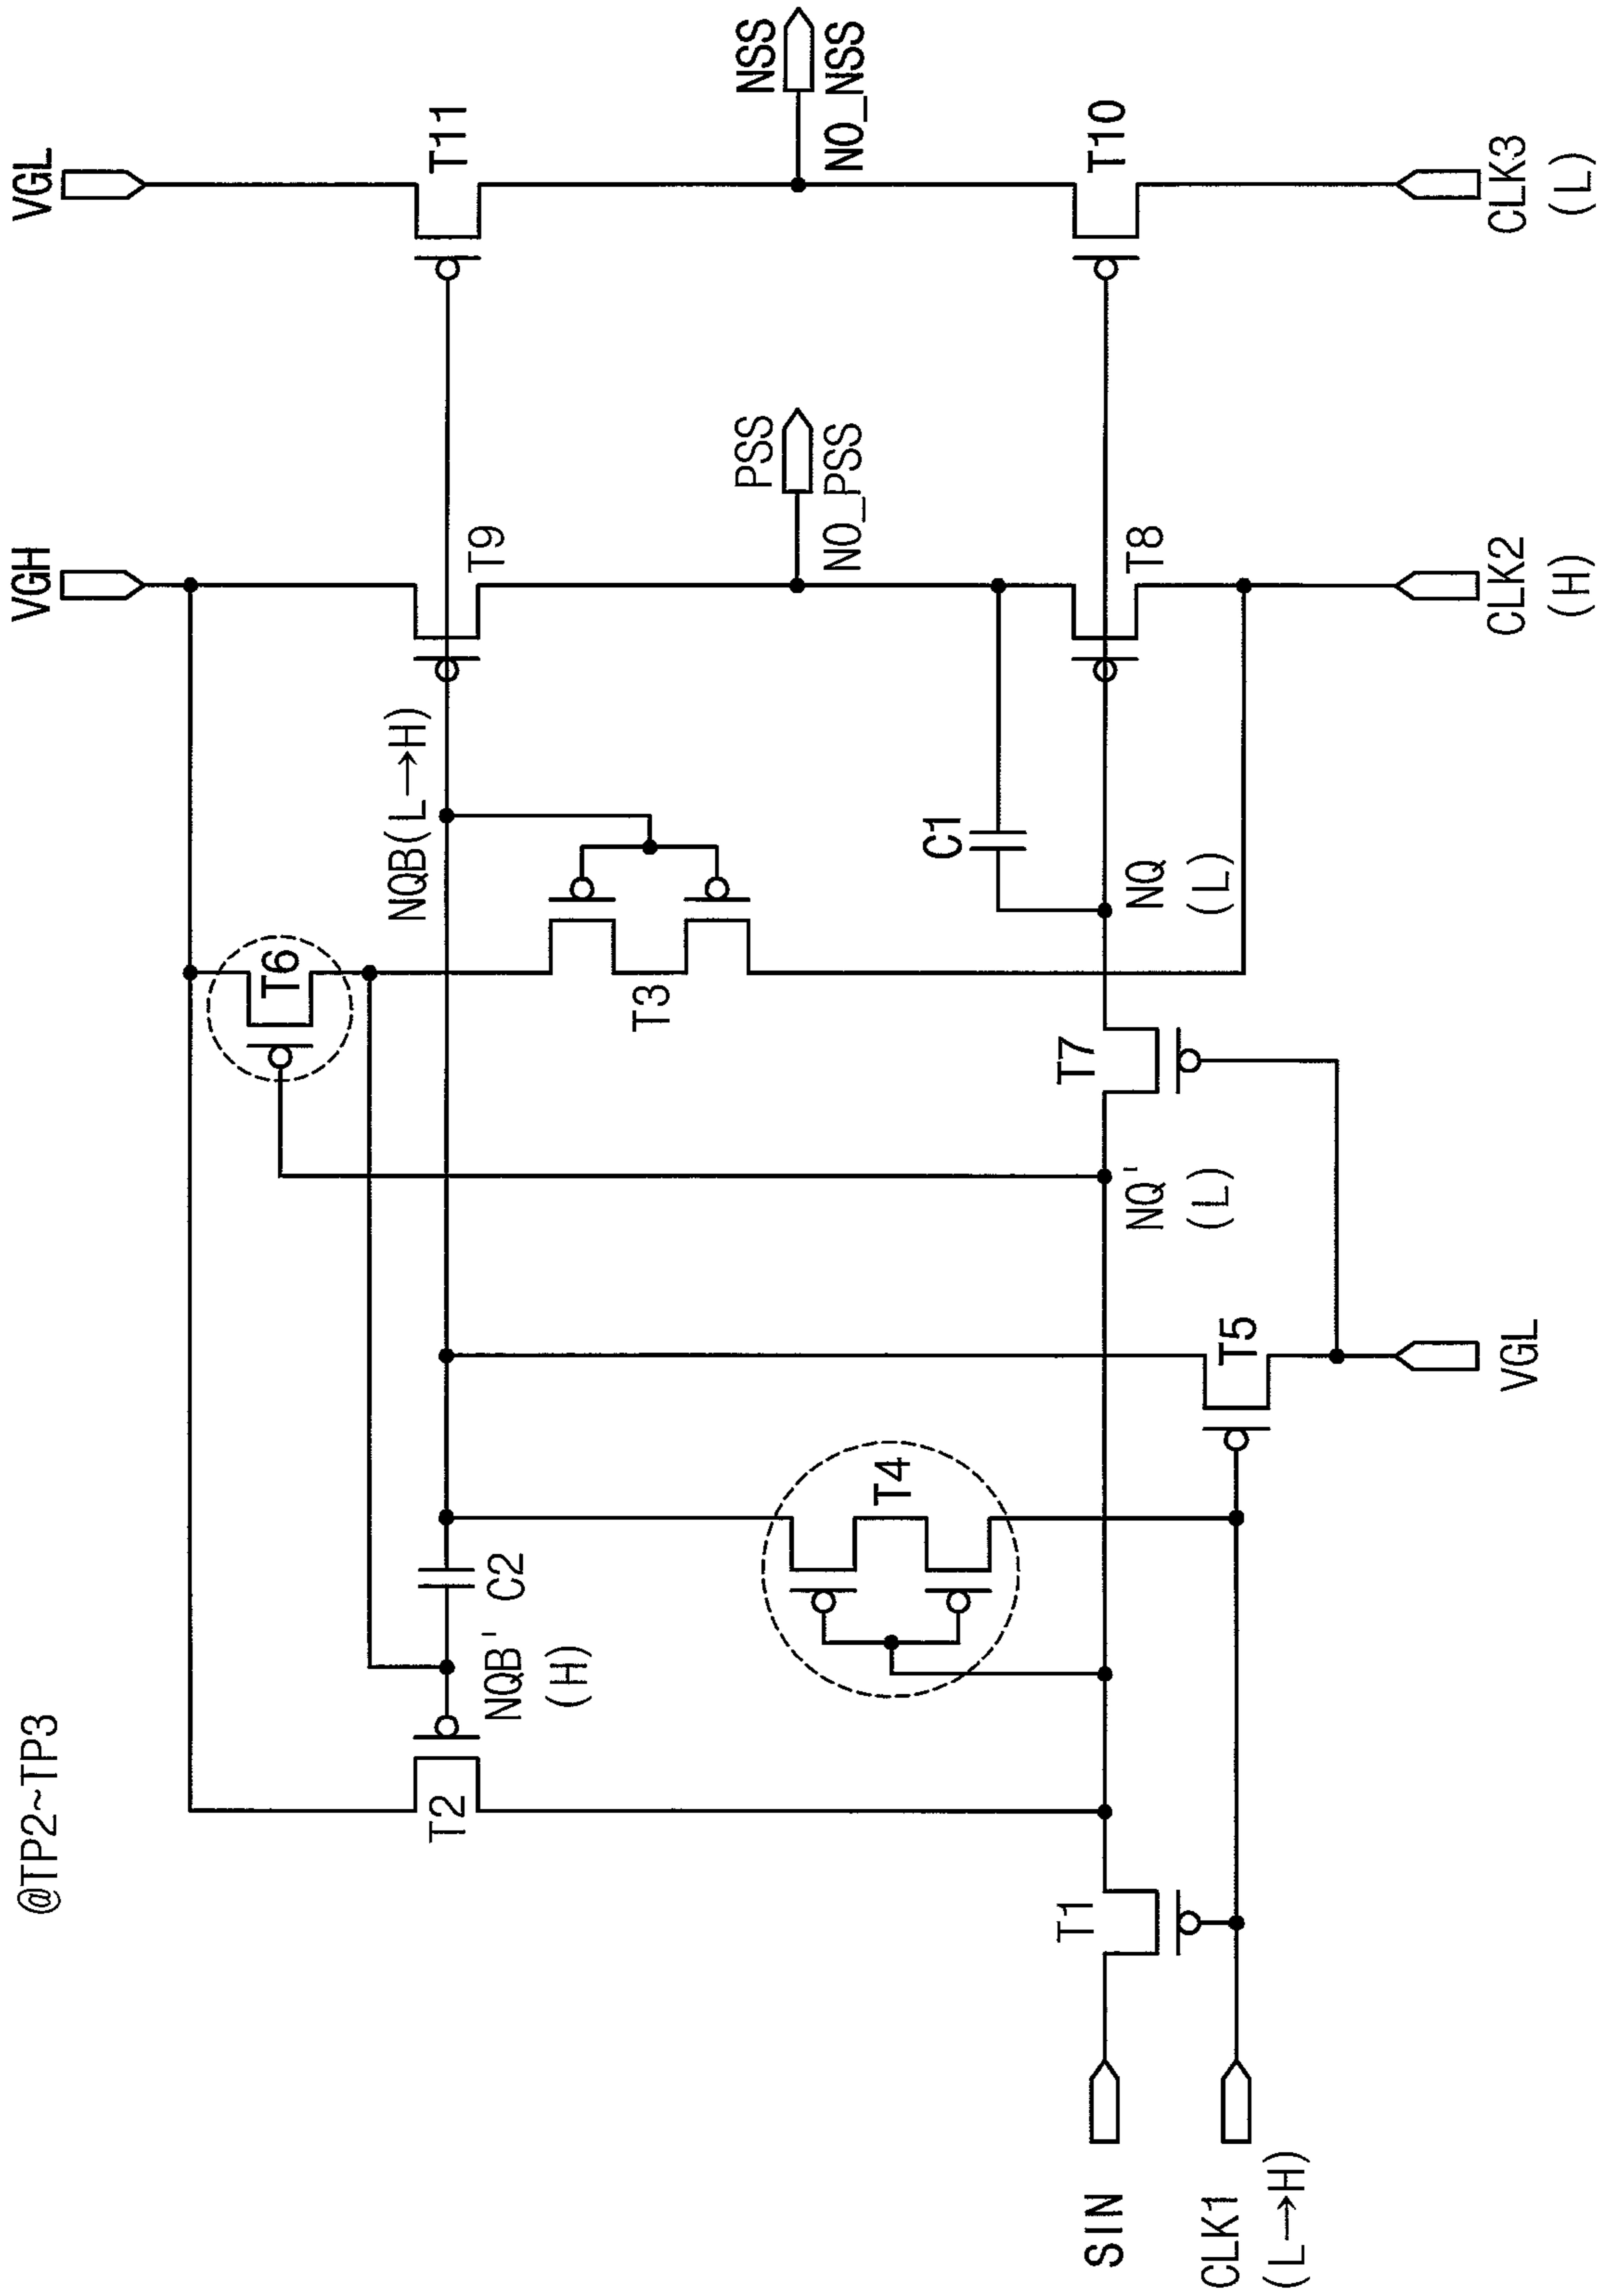 @TP2~TP3
VGH
VGL
T6
T9
T11
NQB(L→H)
T2
NQB'
(H)
C2
T3
PSS
NO_PSS
NSS
NO_NSS
T4
C1
T1
T7
T8
T10
NQ'
(L)
NQ
(L)
T5
SIN
CLK1
(L→H)
VGL
CLK2
(H)
CLK3
(L)